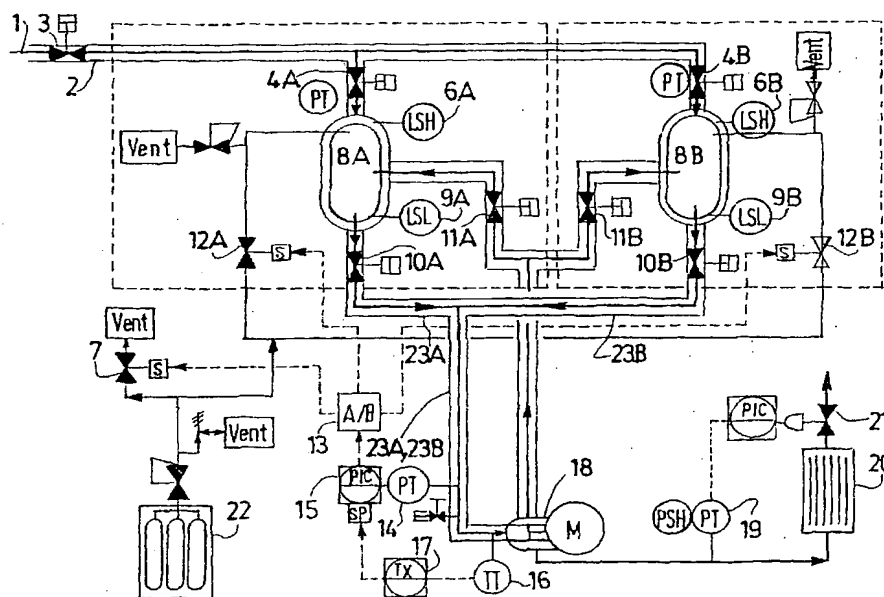 1
3
2
4A
PT
6A
LSH
8A
Vent
LSL
9A
11A
12A
S
10A
4B
PT
Vent
6B
LSH
8B
LSL
9B
11B
10B
S
12B
23A
23B
Vent
7
S
A/B
13
Vent
23A,23B
15
PIC
SP
PT
14
18
M
17
TX
TT
16
22
PIC
PSH
PT
19
21
20